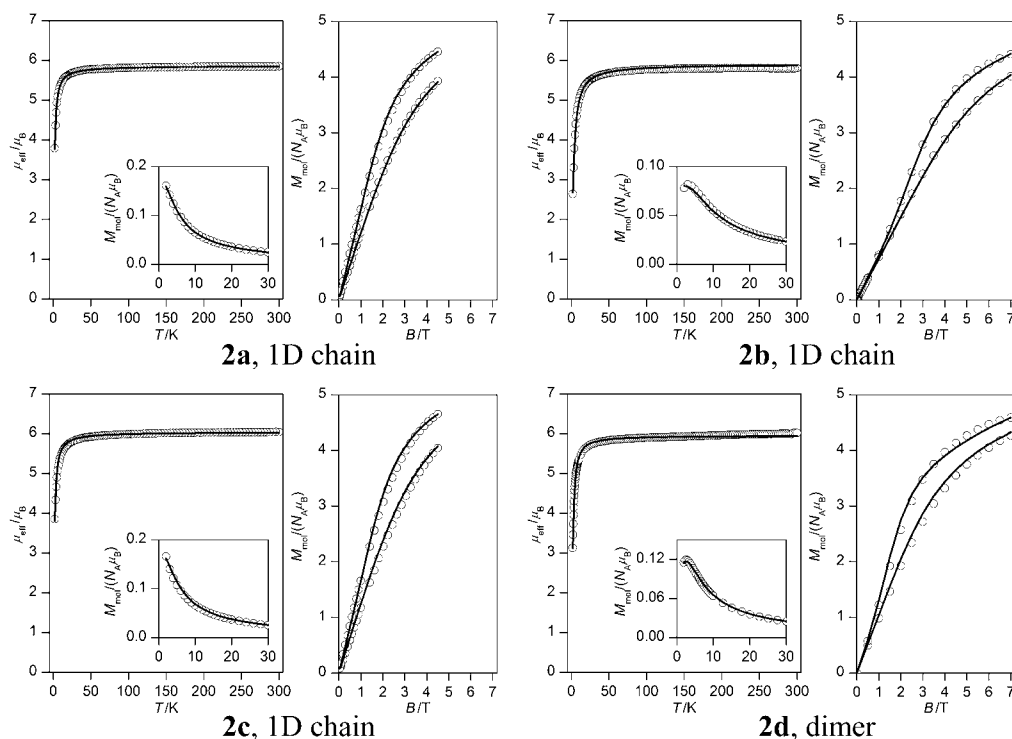 7
6
5
4
3
2
1
0
μeff/μB
0 50 100 150 200 250 300
T/K
0.2
0.1
0.0
Mmol/(NAμB)
0 10 20 30
5
4
3
2
1
0
Mmol/(NAμB)
0 1 2 3 4 5 6 7
B/T
2a, 1D chain
7
6
5
4
3
2
1
0
μeff/μB
0 50 100 150 200 250 300
T/K
0.10
0.05
0.00
Mmol/(NAμB)
0 10 20 30
5
4
3
2
1
0
Mmol/(NAμB)
0 1 2 3 4 5 6 7
B/T
2b, 1D chain
7
6
5
4
3
2
1
0
μeff/μB
0 50 100 150 200 250 300
T/K
0.2
0.1
0.0
Mmol/(NAμB)
0 10 20 30
5
4
3
2
1
0
Mmol/(NAμB)
0 1 2 3 4 5 6 7
B/T
2c, 1D chain
7
6
5
4
3
2
1
0
μeff/μB
0 50 100 150 200 250 300
T/K
0.12
0.06
0.00
Mmol/(NAμB)
0 10 20 30
5
4
3
2
1
0
Mmol/(NAμB)
0 1 2 3 4 5 6 7
B/T
2d, dimer